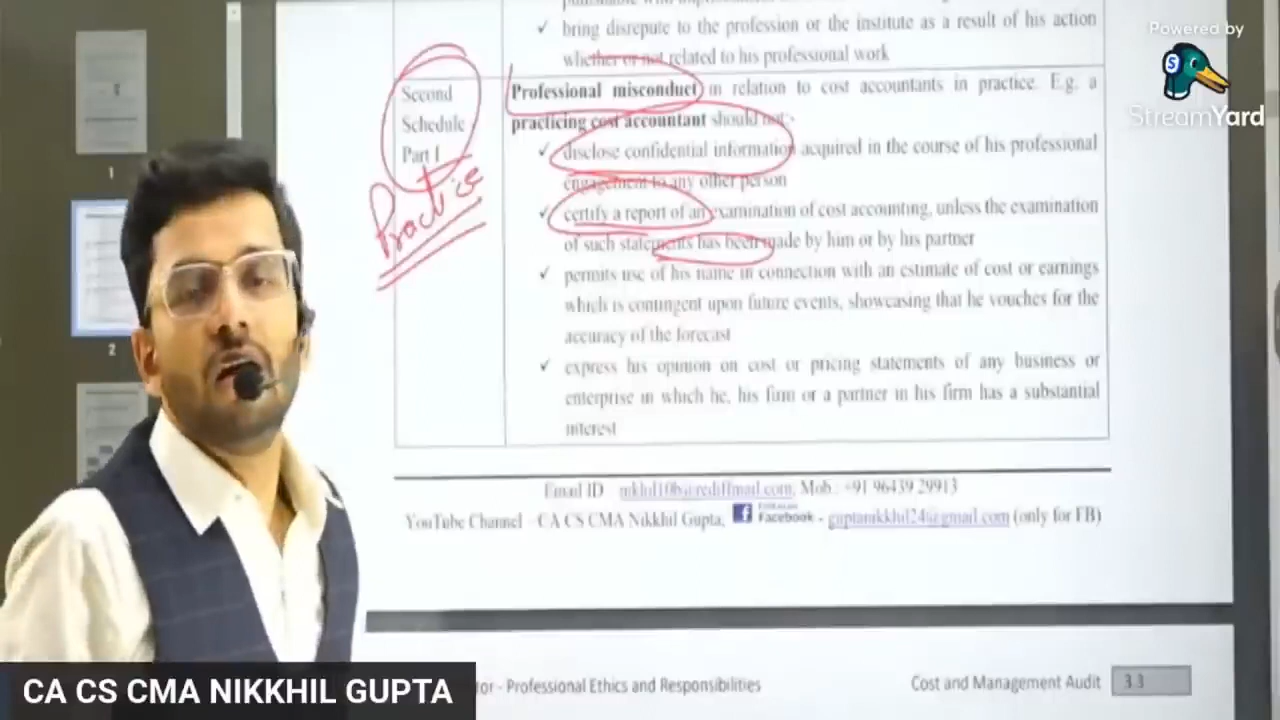 bring disrepute to the profession or the institute as a result of his action
whether or not related to his professional work
Powered by
StreamYard
Second
Schedule
Part I
Practice
Professional misconduct in relation to cost accountants in practice. E.g. a
practicing cost accountant should not:-
✓ disclose confidential information acquired in the course of his professional
engagement to any other person
✓ certify a report of an examination of cost accounting, unless the examination
of such statements has been made by him or by his partner
✓ permits use of his name in connection with an estimate of cost or earnings
which is contingent upon future events, showcasing that he vouches for the
accuracy of the forecast
✓ express his opinion on cost or pricing statements of any business or
enterprise in which he, his firm or a partner in his firm has a substantial
interest
1
2
Email ID Mob.: +91 96439 29913
YouTube Channel - CA CS CMA Nikkhil Gupta, Facebook - guptanikkhil24@gmail.com (only for FB)
CA CS CMA NIKKHIL GUPTA
tor - Professional Ethics and Responsibilities
Cost and Management Audit 3.3